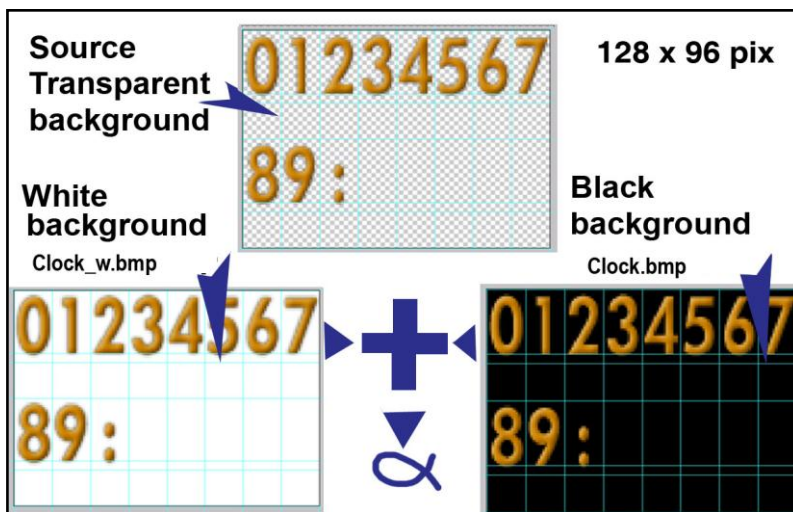 Source
Transparent
background
01234567
89:
128 x 96 pix
White
background
Clock_w.bmp
Black
background
Clock.bmp
01234567
89:
01234567
89: